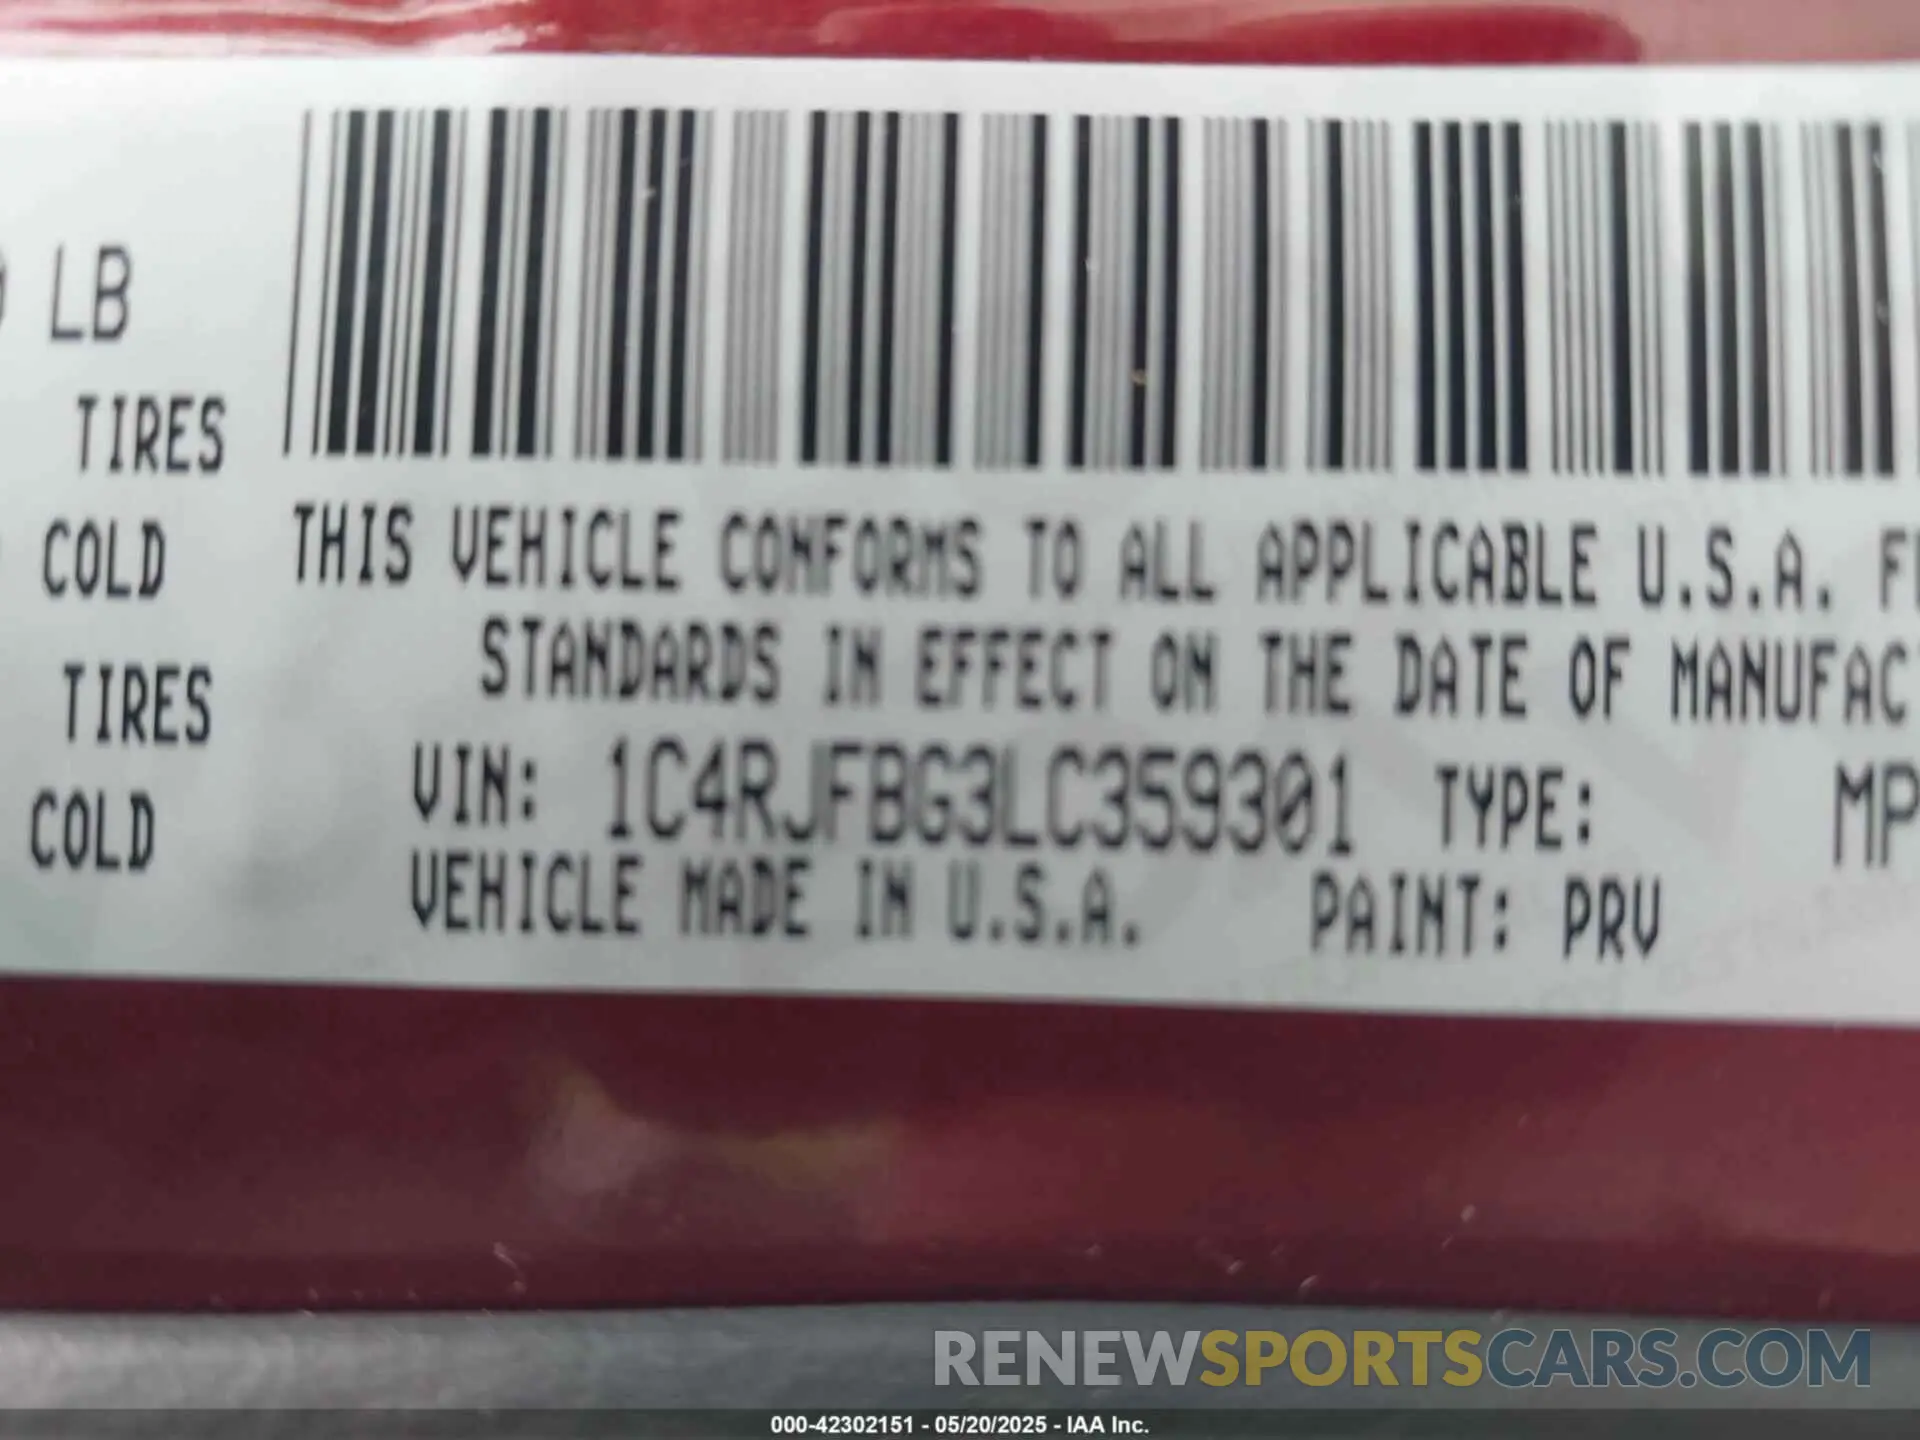 LB
TIRES
COLD
TIRES
COLD
THIS VEHICLE CONFORMS TO ALL APPLICABLE U.S.A.
STANDARDS IN EFFECT ON THE DATE OF MANUFAC
VIN: 1C4RJFBG3LC359301 TYPE: MP
VEHICLE MADE IN U.S.A. PAINT: PRV
RENEWSPORTSCARS.COM
000-42302151 - 05/20/2025 - IAA Inc.